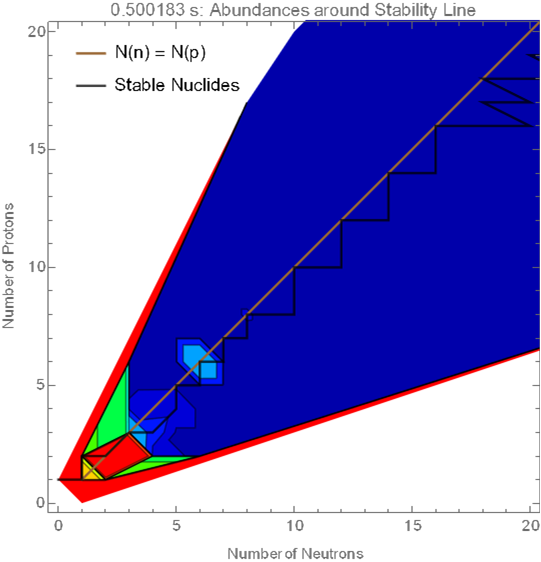 0.500183 s: Abundances around Stability Line
20
N(n) = N(p)
Stable Nuclides
15
Number of Protons
10
5
0
0 5 10 15 20
Number of Neutrons